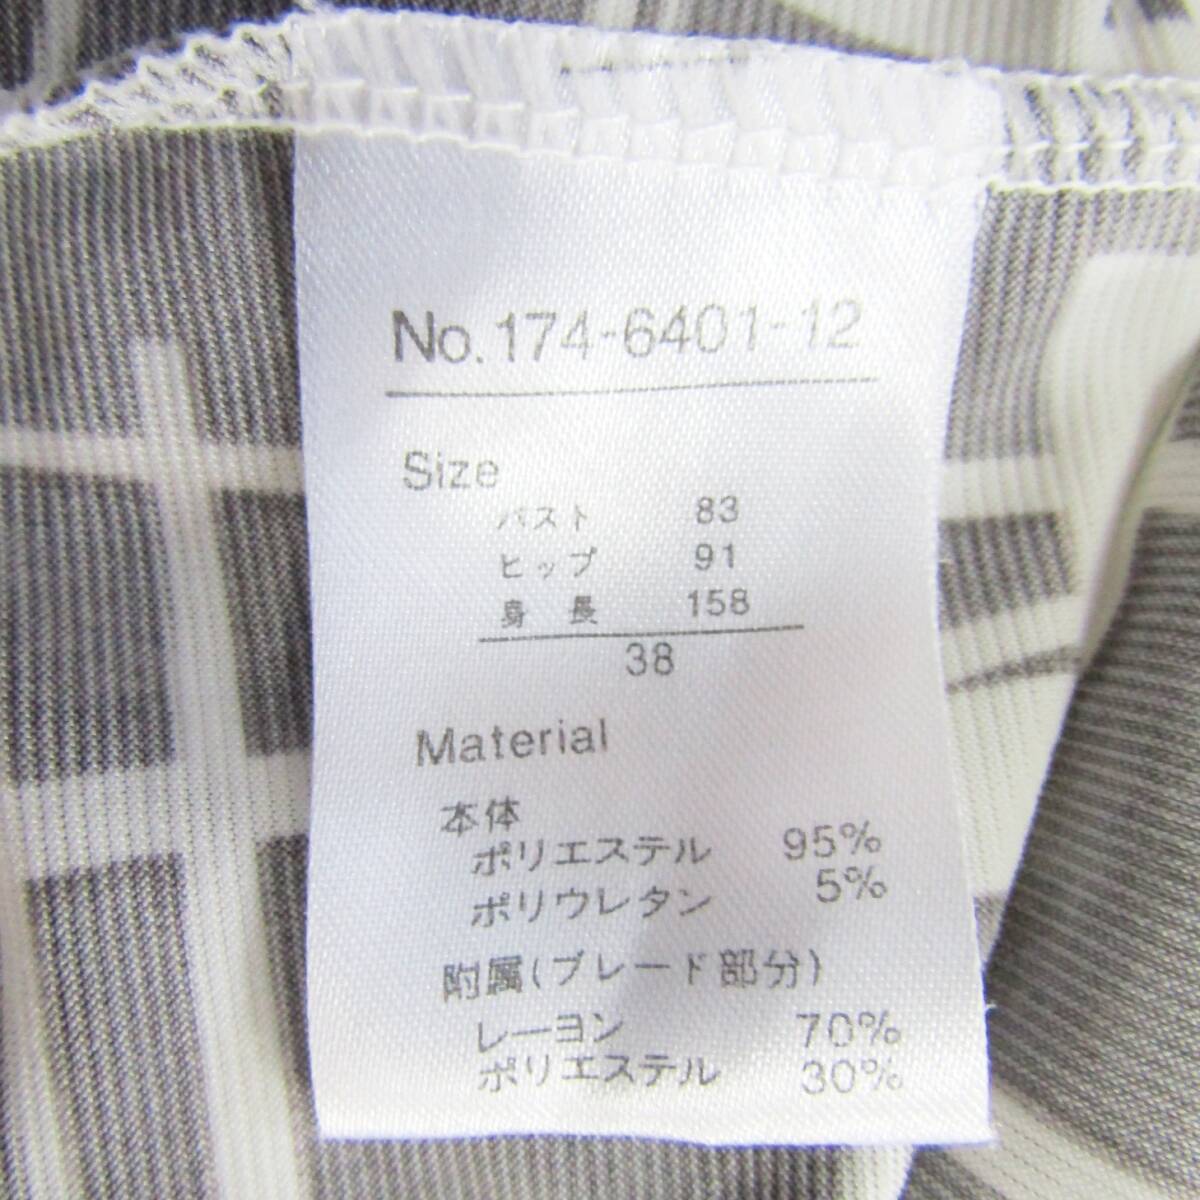 No.174-6401-12
Size
バスト 83
ヒップ 91
身長 158
38
Material
本体
ポリエステル 95%
ポリウレタン 5%
附属(ブレード部分)
レーヨン 70%
ポリエステル 30%